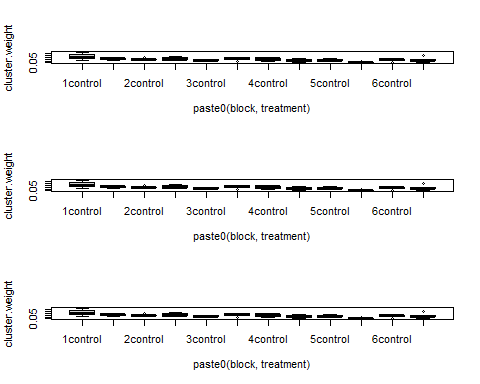 cluster.weight
0.05
1control 2control 3control 4control 5control 6control
paste0(block, treatment)
cluster.weight
0.05
1control 2control 3control 4control 5control 6control
paste0(block, treatment)
cluster.weight
0.05
1control 2control 3control 4control 5control 6control
paste0(block, treatment)